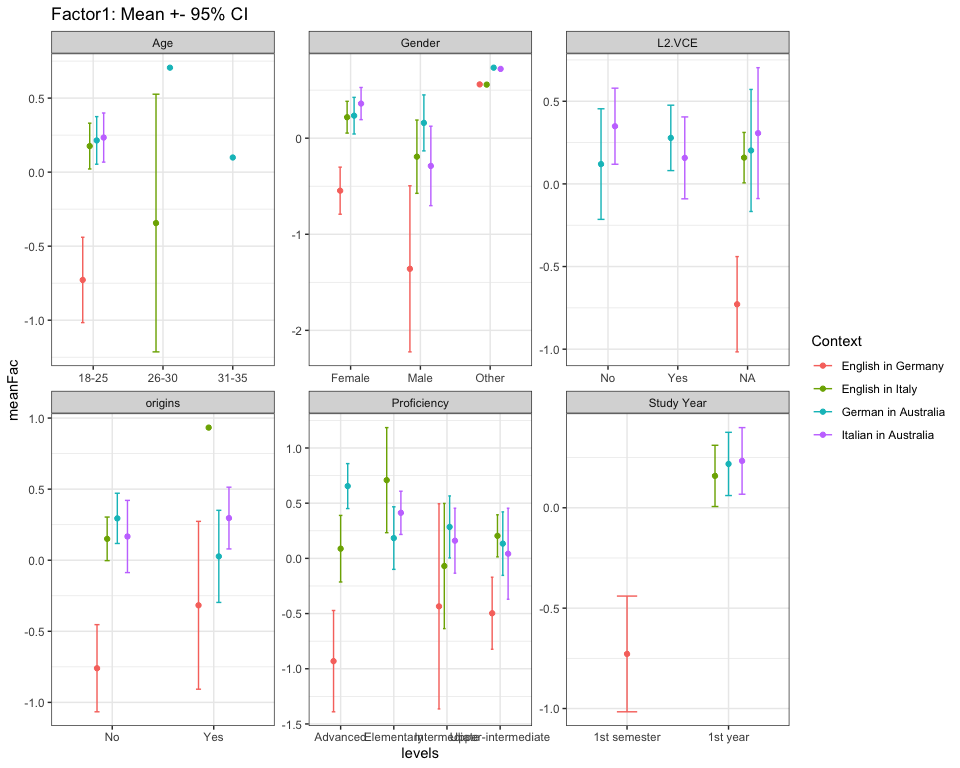 Factor1: Mean +- 95% CI
Age
Gender
L2.VCE
0.5
0.0
-0.5
-1.0
0
-1
-2
0.5
0.0
-0.5
-1.0
18-25
26-30
31-35
Female
Male
Other
No
Yes
NA
origins
Proficiency
Study Year
1.0
0.5
0.0
-0.5
-1.0
1.0
0.5
0.0
-0.5
-1.0
-1.5
0.0
-0.5
-1.0
No
Yes
Advanced
Elementary
Intermediate
Upper-intermediate
1st semester
1st year
meanFac
levels
Context
English in Germany
English in Italy
German in Australia
Italian in Australia